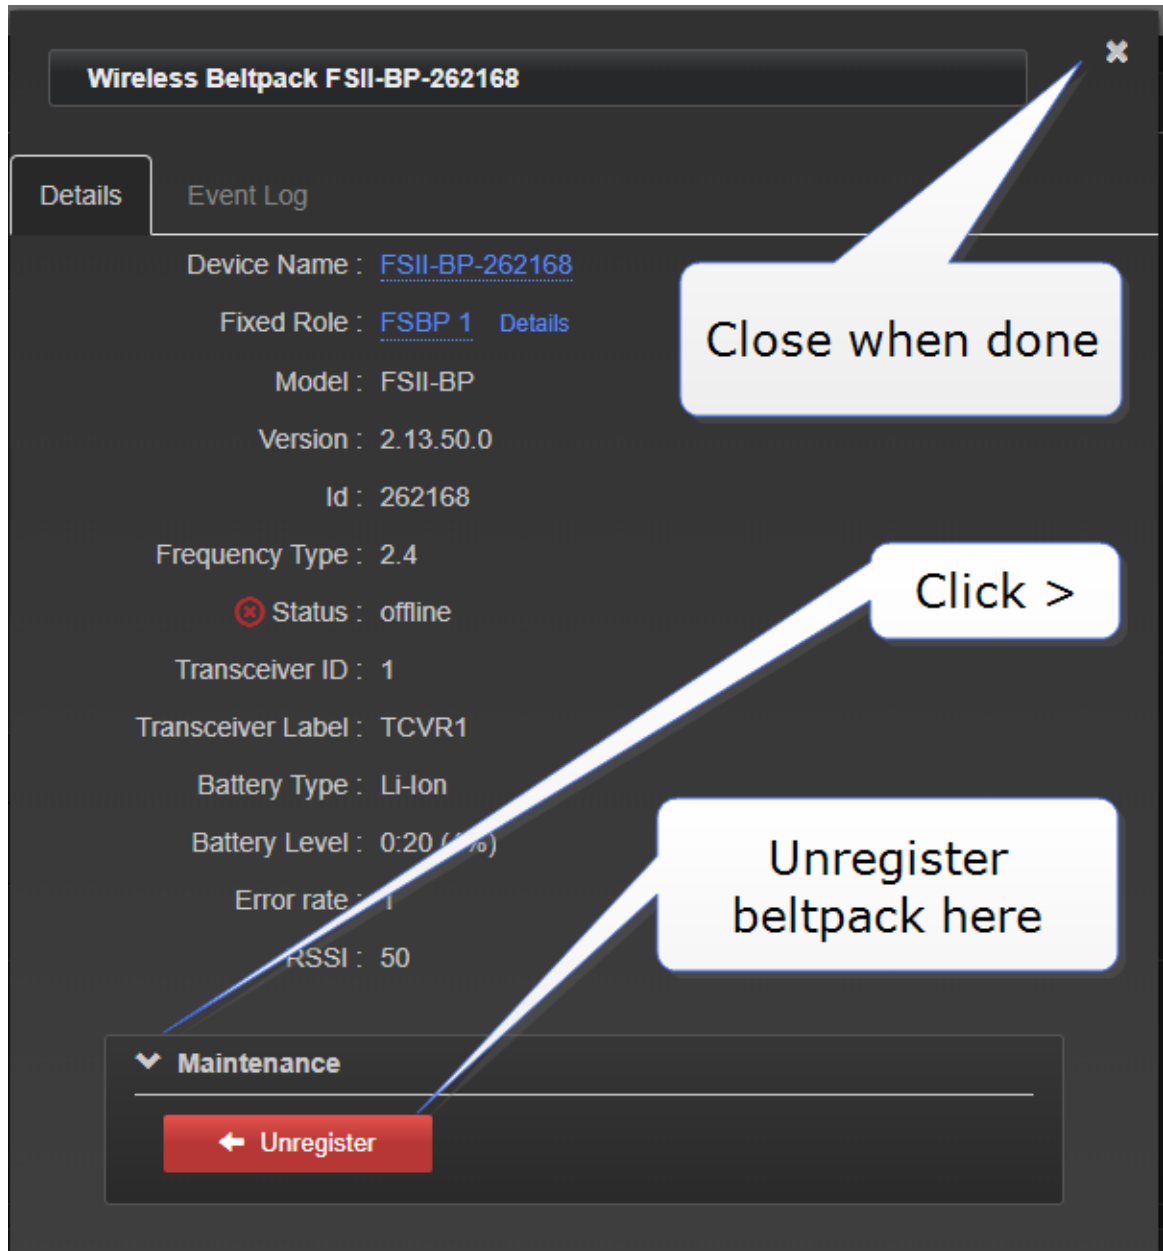 Wireless Beltpack FSII-BP-262168
Details Event Log
Device Name : FSII-BP-262168
Fixed Role : FSBP 1 Details
Close when done
Model : FSII-BP
Version : 2.13.50.0
Id : 262168
Frequency Type : 2.4
Click >
Status : offline
Transceiver ID : 1
Transceiver Label : TCVR1
Battery Type : Li-Ion
Battery Level : 0:20
Unregister
beltpack here
Error rate :
RSSI : 50
Maintenance
Unregister